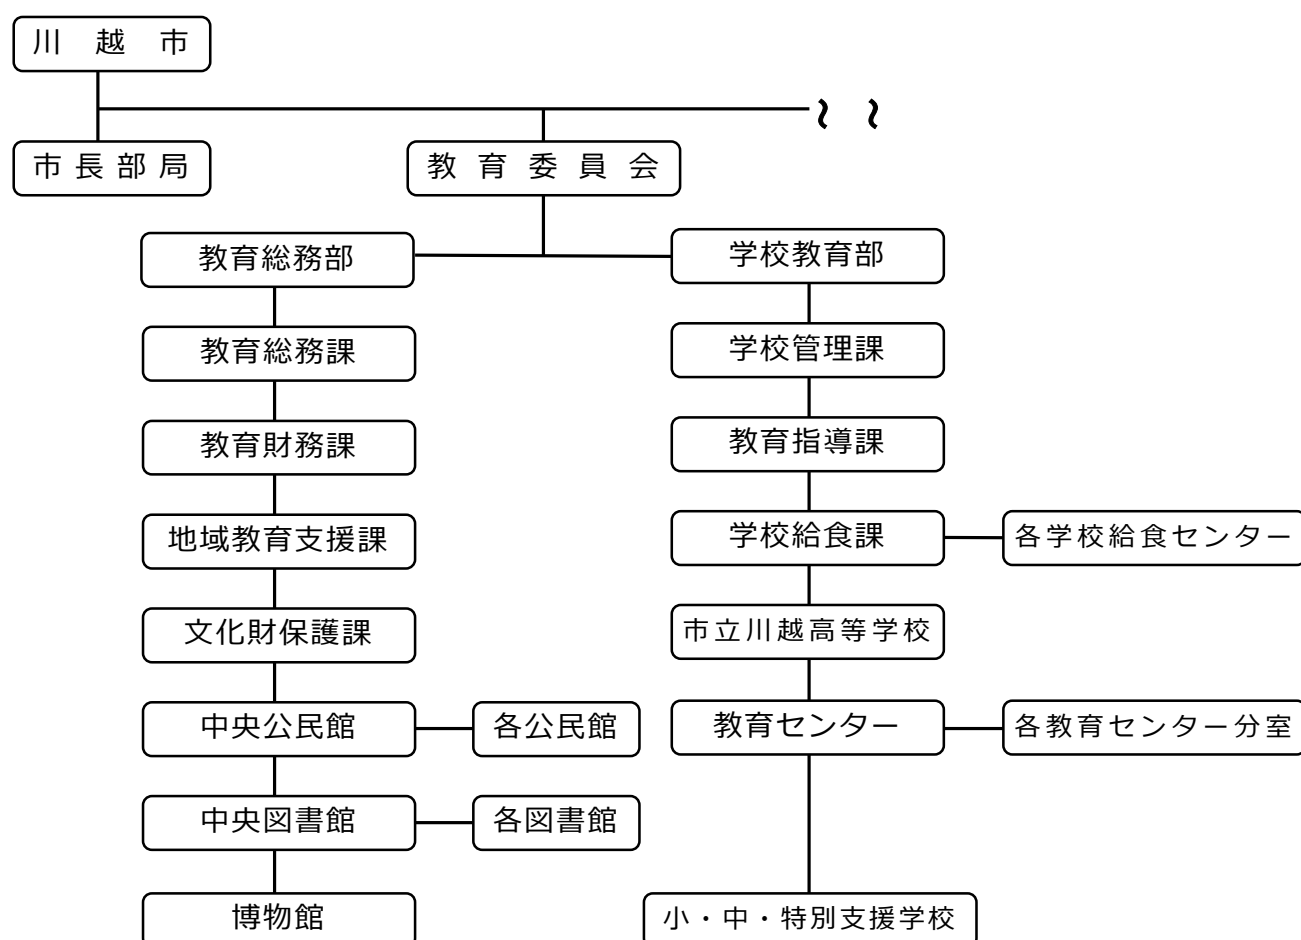 川越市
市長部局
教育委員会
教育総務部
学校教育部
教育総務課
学校管理課
教育財務課
教育指導課
地域教育支援課
学校給食課
各学校給食センター
文化財保護課
市立川越高等学校
中央公民館
各公民館
教育センター
各教育センター分室
中央図書館
各図書館
博物館
小・中・特別支援学校